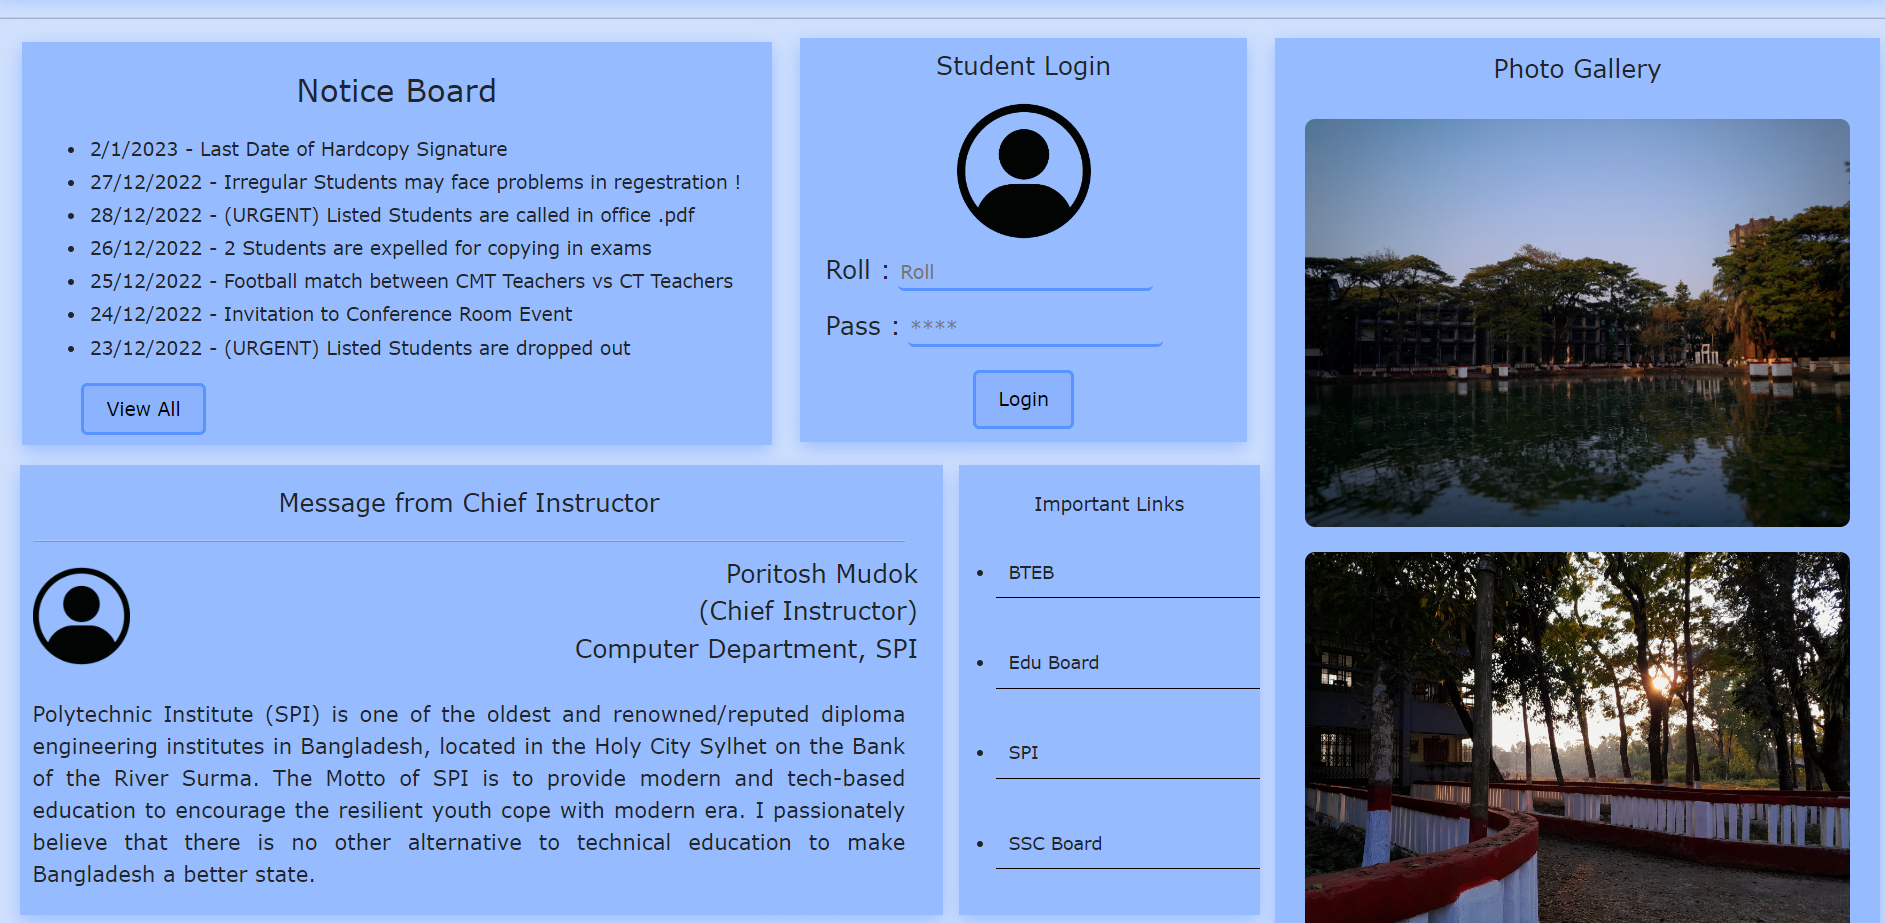 Notice Board
2/1/2023 - Last Date of Hardcopy Signature
27/12/2022 - Irregular Students may face problems in regestration !
28/12/2022 - (URGENT) Listed Students are called in office .pdf
26/12/2022 - 2 Students are expelled for copying in exams
25/12/2022 - Football match between CMT Teachers vs CT Teachers
24/12/2022 - Invitation to Conference Room Event
23/12/2022 - (URGENT) Listed Students are dropped out
View All
Student Login
Roll : Roll
Pass : ****
Login
Photo Gallery
Message from Chief Instructor
Poritosh Mudok
(Chief Instructor)
Computer Department, SPI
Polytechnic Institute (SPI) is one of the oldest and renowned/reputed diploma
engineering institutes in Bangladesh, located in the Holy City Sylhet on the Bank
of the River Surma. The Motto of SPI is to provide modern and tech-based
education to encourage the resilient youth cope with modern era. I passionately
believe that there is no other alternative to technical education to make
Bangladesh a better state.
Important Links
BTEB
Edu Board
SPI
SSC Board